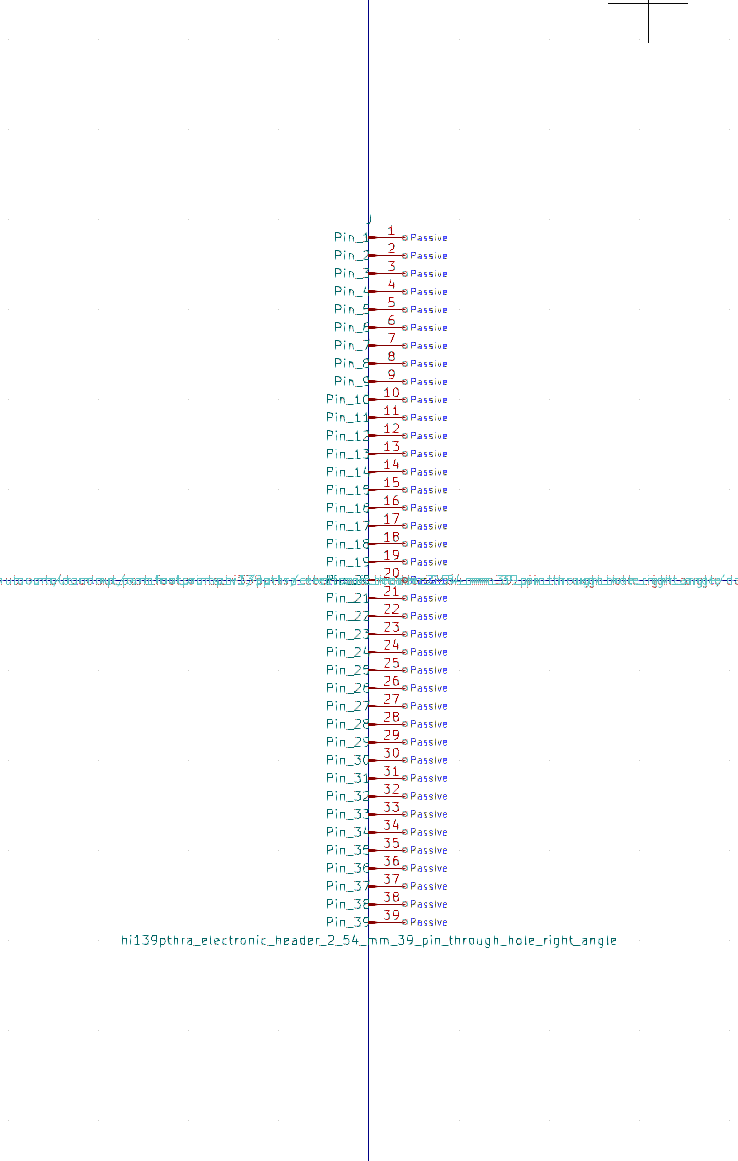 J
Pin_1 1 Passive
Pin_2 2 Passive
Pin_3 3 Passive
Pin_4 4 Passive
Pin_5 5 Passive
Pin_6 6 Passive
Pin_7 7 Passive
Pin_8 8 Passive
Pin_9 9 Passive
Pin_10 10 Passive
Pin_11 11 Passive
Pin_12 12 Passive
Pin_13 13 Passive
Pin_14 14 Passive
Pin_15 15 Passive
Pin_16 16 Passive
Pin_17 17 Passive
Pin_18 18 Passive
Pin_19 19 Passive
20
Pin_21 21 Passive
Pin_22 22 Passive
Pin_23 23 Passive
Pin_24 24 Passive
Pin_25 25 Passive
Pin_26 26 Passive
Pin_27 27 Passive
Pin_28 28 Passive
Pin_29 29 Passive
Pin_30 30 Passive
Pin_31 31 Passive
Pin_32 32 Passive
Pin_33 33 Passive
Pin_34 34 Passive
Pin_35 35 Passive
Pin_36 36 Passive
Pin_37 37 Passive
Pin_38 38 Passive
Pin_39 39 Passive
hi139pthra_electronic_header_2_54_mm_39_pin_through_hole_right_angle